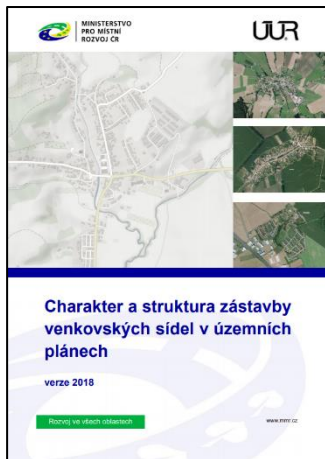 MINISTERSTVO
PRO MÍSTNÍ
ROZVOJ ČR
ÚÚR
Charakter a struktura zástavby
venkovských sídel v územních
plánech
verze 2018
Rozvoj ve všech oblastech
www.mmr.cz